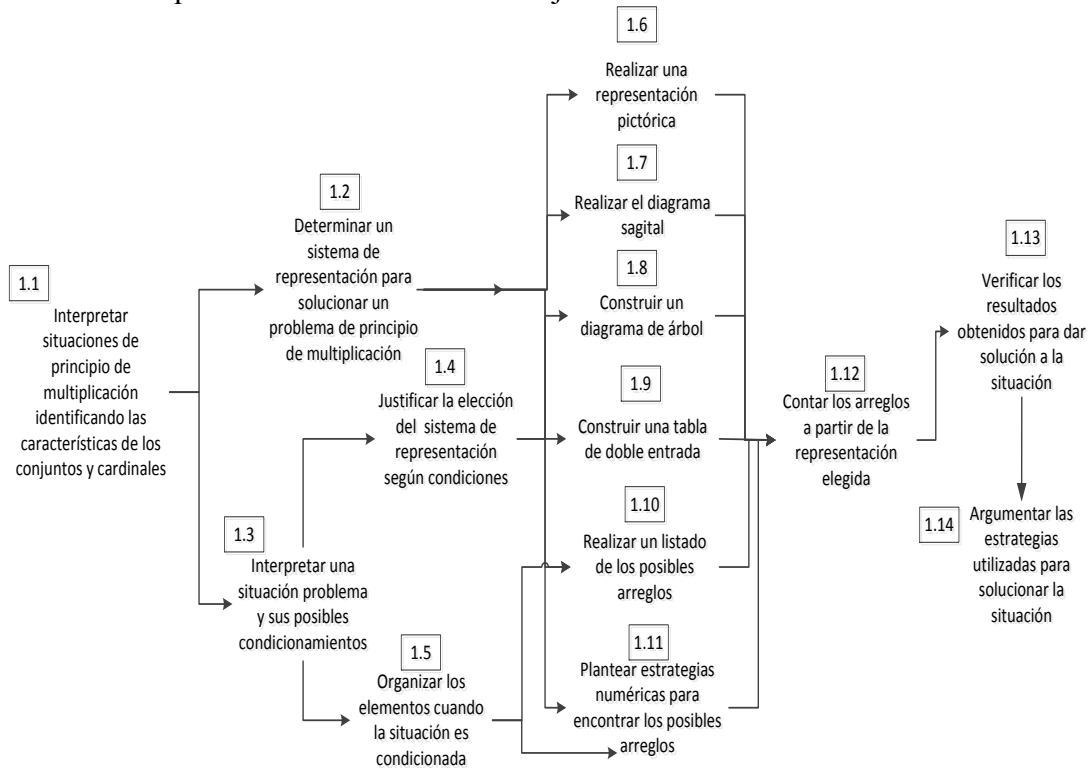 1.6
Realizar una
representación
pictórica
1.7
Realizar el diagrama
sagital
1.2
Determinar un
sistema de
representación para
solucionar un
problema de principio
de multiplicación
1.8
Construir un
diagrama de árbol
1.13
Verificar los
resultados
obtenidos para dar
solución a la
situación
1.1
Interpretar
situaciones de
principio de
multiplicación
identificando las
características de los
conjuntos y cardinales
1.4
Justificar la elección
del sistema de
representación
según condiciones
1.9
Construir una tabla
de doble entrada
1.12
Contar los arreglos
a partir de la
representación
elegida
1.3
Interpretar una
situación problema
y sus posibles
condicionamientos
1.10
Realizar un listado
de los posibles
arreglos
1.14
Argumentar las
estrategias
utilizadas para
solucionar la
situación
1.5
Organizar los
elementos cuando
la situación es
condicionada
1.11
Plantear estrategias
numéricas para
encontrar los posibles
arreglos